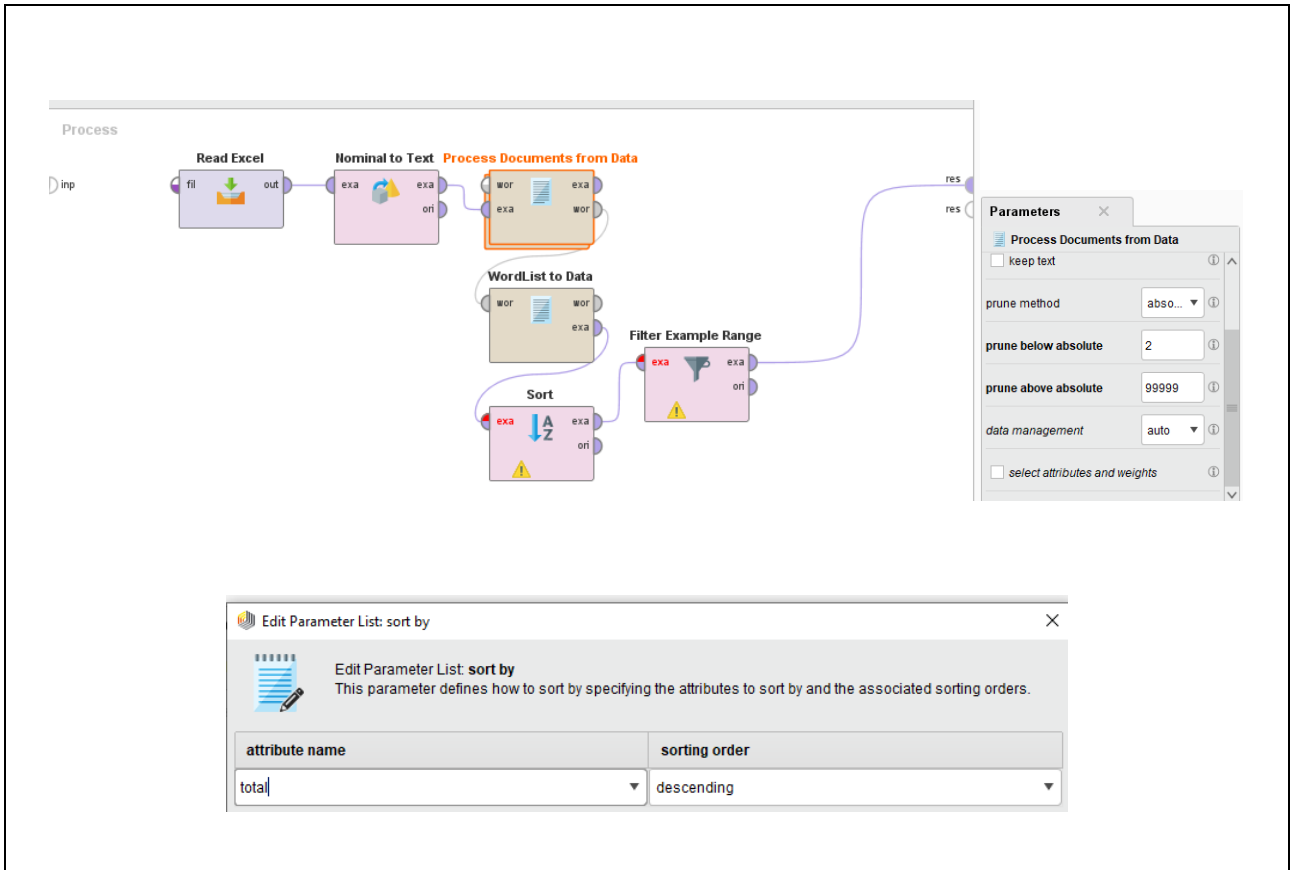 Process
inp
Read Excel
fil
out
Nominal to Text
exa
exa
ori
Process Documents from Data
wor
exa
exa
wor
WordList to Data
wor
wor
exa
Sort
exa
exa
ori
A
Z
Filter Example Range
exa
exa
ori
res
res
Parameters
Process Documents from Data
keep text
prune method abso...
prune below absolute 2
prune above absolute 99999
data management auto
select attributes and weights
Edit Parameter List: sort by
Edit Parameter List: sort by
This parameter defines how to sort by specifying the attributes to sort by and the associated sorting orders.
attribute name sorting order
total descending